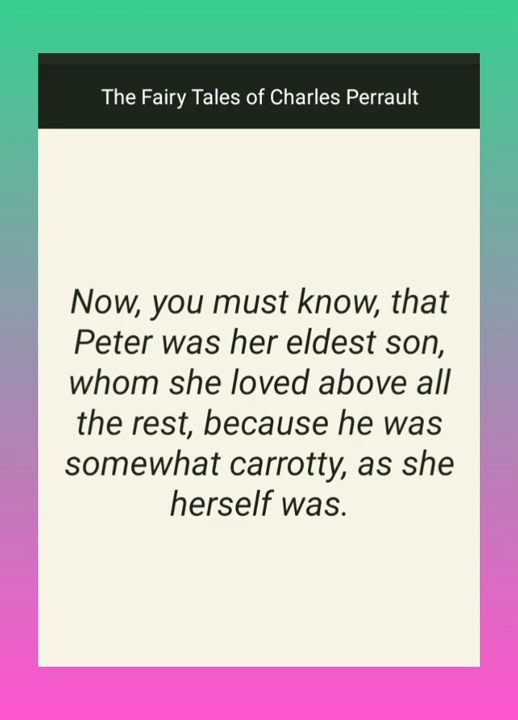 The Fairy Tales of Charles Perrault
Now, you must know, that
Peter was her eldest son,
whom she loved above all
the rest, because he was
somewhat carrotty, as she
herself was.